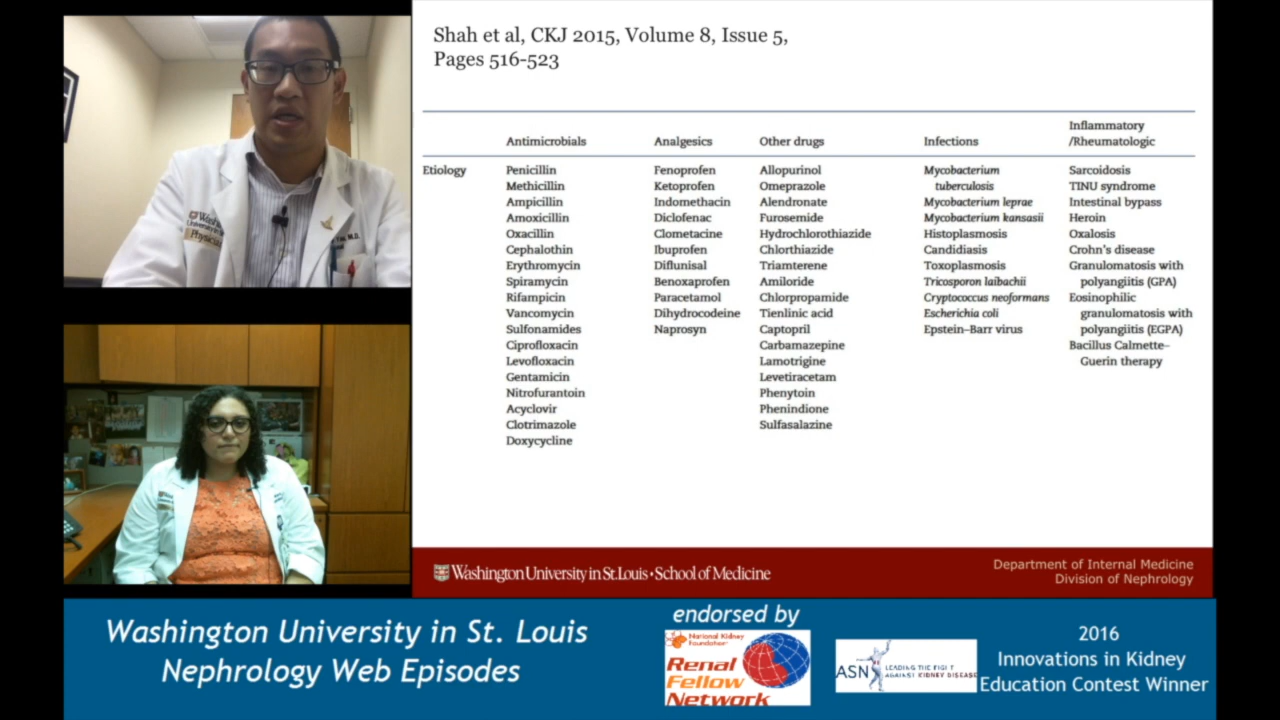 Shah et al, CKJ 2015, Volume 8, Issue 5,
Pages 516-523
Antimicrobials
Analgesics
Other drugs
Infections
Inflammatory
/Rheumatologic
Etiology
Penicillin
Methicillin
Ampicillin
Amoxicillin
Oxacillin
Cephalothin
Erythromycin
Spiramycin
Rifampicin
Vancomycin
Sulfonamides
Ciprofloxacin
Levofloxacin
Gentamicin
Nitrofurantoin
Acyclovir
Clotrimazole
Doxycycline
Fenoprofen
Ketoprofen
Indomethacin
Diclofenac
Clometacine
Ibuprofen
Diflunisal
Benoxaprofen
Paracetamol
Dihydrocodeine
Naprosyn
Allopurinol
Omeprazole
Alendronate
Furosemide
Hydrochlorothiazide
Chlorthiazide
Triamterene
Amiloride
Chlorpropamide
Tienlinic acid
Captopril
Carbamazepine
Lamotrigine
Levetiracetam
Phenytoin
Phenindione
Sulfasalazine
Mycobacterium
tuberculosis
Mycobacterium leprae
Mycobacterium kansasii
Histoplasmosis
Candidiasis
Toxoplasmosis
Tricosporon laibachii
Cryptococcus neoformans
Escherichia coli
Epstein–Barr virus
Sarcoidosis
TINU syndrome
Intestinal bypass
Heroin
Oxalosis
Crohn's disease
Granulomatosis with
polyangiitis (GPA)
Eosinophilic
granulomatosis with
polyangiitis (EGPA)
Bacillus Calmette–
Guerin therapy
Washington University in St. Louis • School of Medicine
Department of Internal Medicine
Division of Nephrology
Washington University in St. Louis
Nephrology Web Episodes
endorsed by
National Kidney
Foundation
Renal
Fellow
Network
ASN
LEADING THE FIGHT
AGAINST KIDNEY DISEASE
2016
Innovations in Kidney
Education Contest Winner